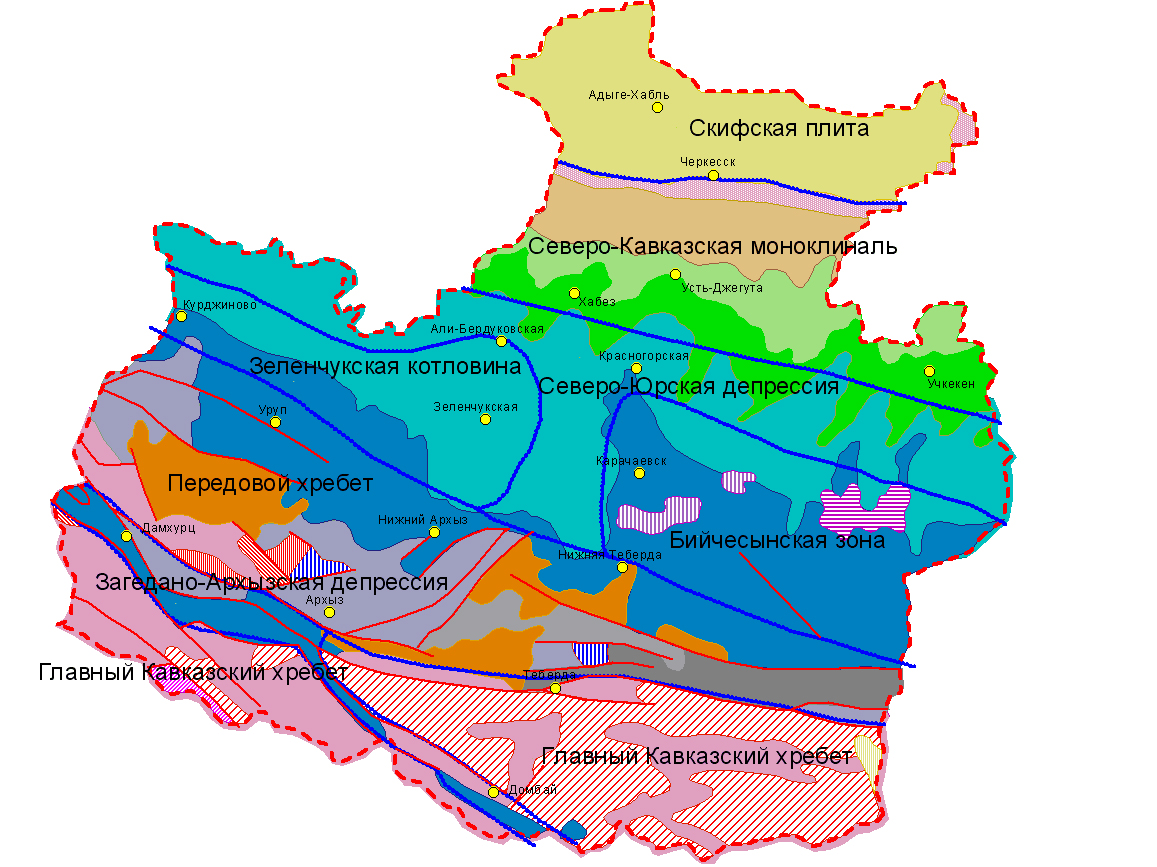 Адыге-Хабль
Скифская плита
Черкесск
Северо-Кавказская моноклиналь
Усть-Джегута
Хабез
Курджиново
Али-Бердуковская
Красногорская
Зеленчукская котловина
Северо-Юрская депрессия
Учкекен
Уруп
Зеленчукская
Карачаевск
Передовой хребет
Нижний Архыз
Дамхурц
Бийчесынская зона
Нижняя Теберда
Загедано-Архызская депрессия
Архыз
Главный Кавказский хребет
Теберда
Главный Кавказский хребет
Домбай